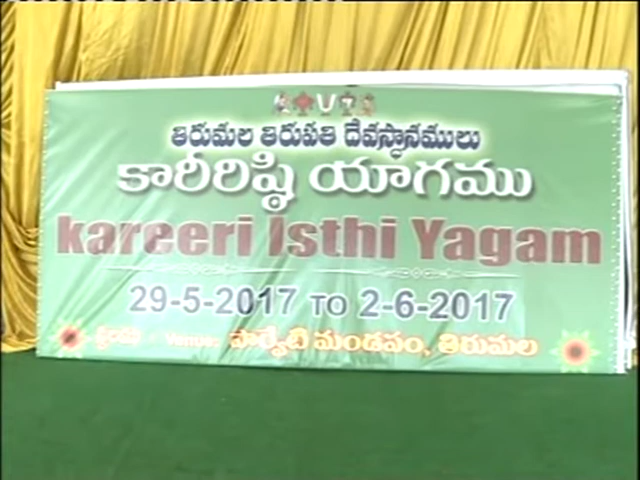 తిరుమల తిరుపతి దేవస్థానములు
కారీరిష్ఠి యాగము
kareeri Isthi Yagam
29-5-2017 TO 2-6-2017
Venue: పార్వేట మండపం, తిరుమల